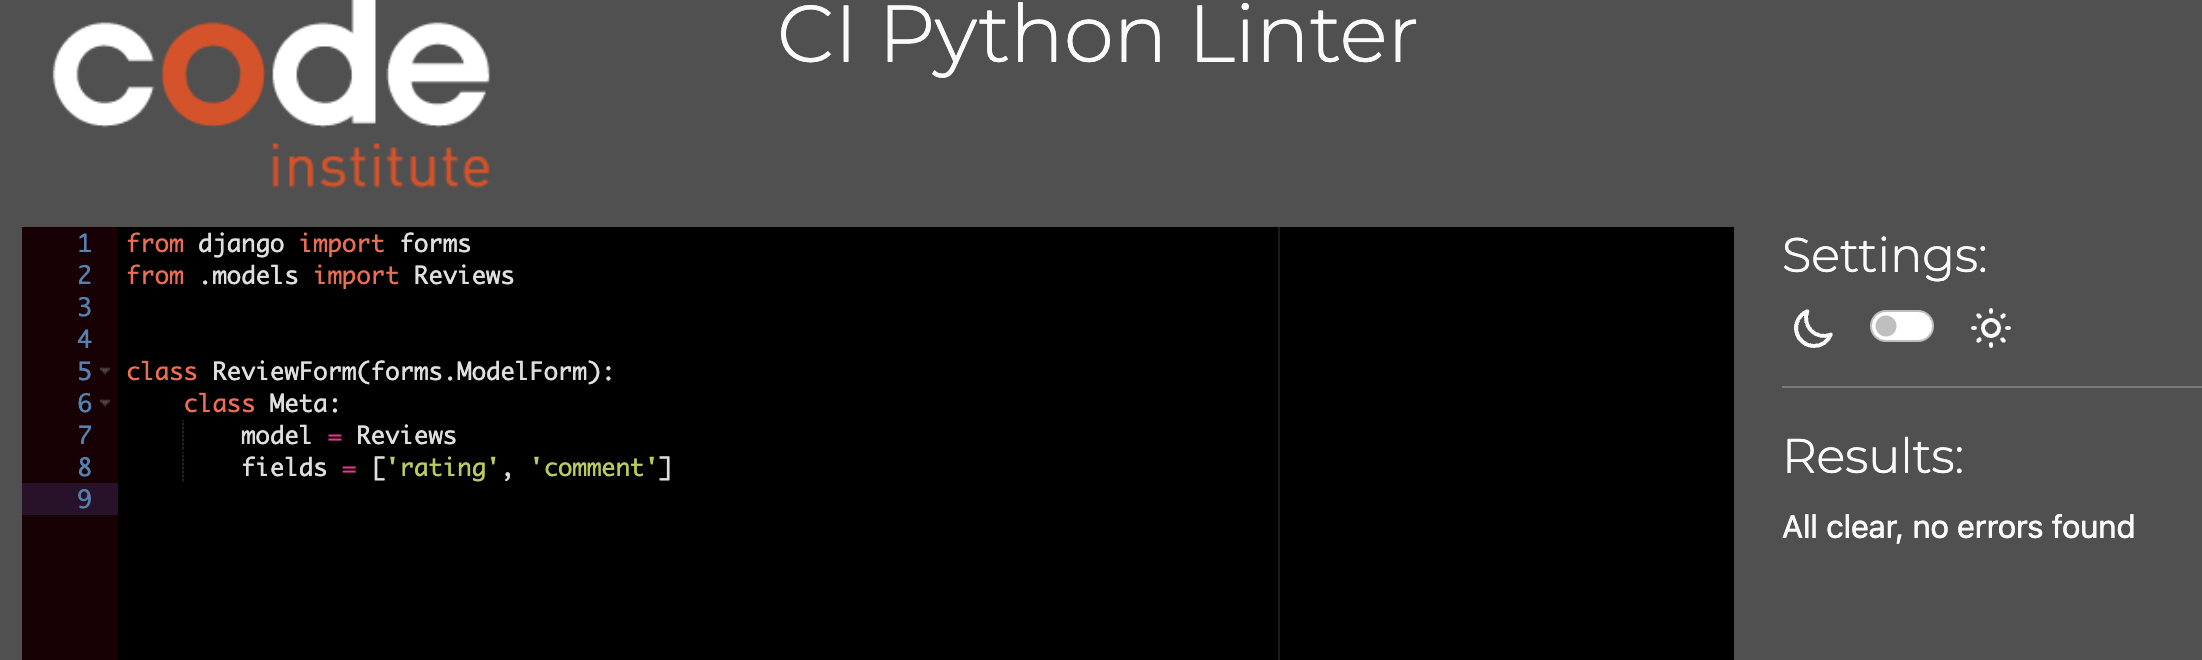 code
institute
CI Python Linter
1 from django import forms
2 from .models import Reviews
3
4
5 class ReviewForm(forms.ModelForm):
6     class Meta:
7         model = Reviews
8         fields = ['rating', 'comment']
9
Settings:
Results:
All clear, no errors found